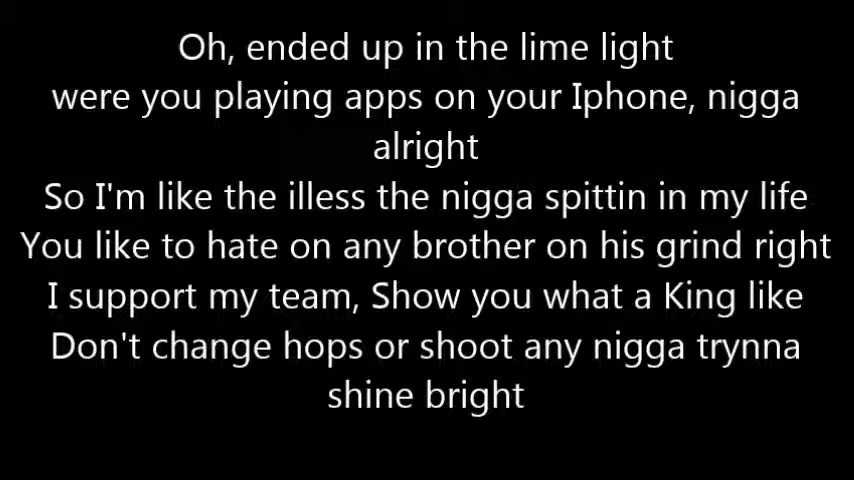 Oh, ended up in the lime light
were you playing apps on your Iphone, nigga
alright
So I'm like the illess the nigga spittin in my life
You like to hate on any brother on his grind right
I support my team, Show you what a King like
Don't change hops or shoot any nigga trynna
shine bright